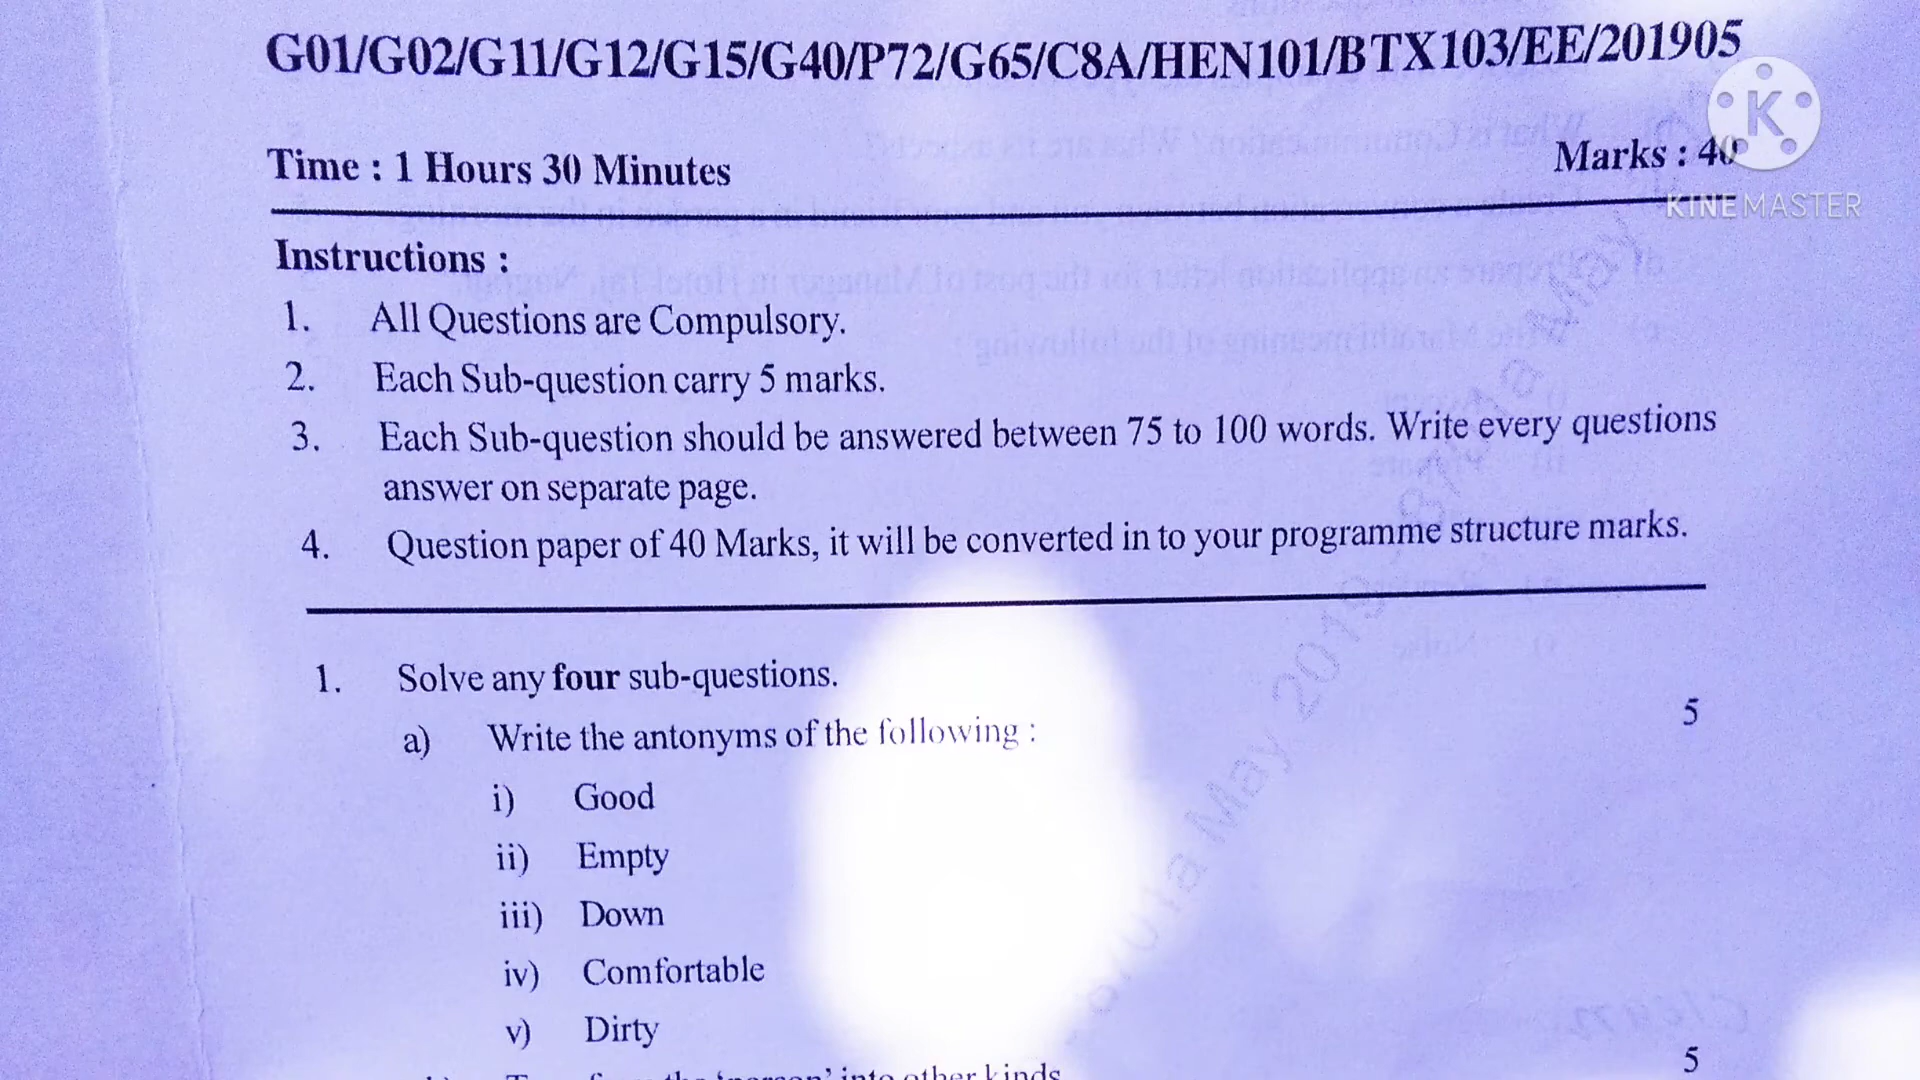 G01/G02/G11/G12/G15/G40/P72/G65/C8A/HEN101/BTX103/EE/201905
Time : 1 Hours 30 Minutes
Marks : 40
KINEMASTER
Instructions :
1. All Questions are Compulsory.
2. Each Sub-question carry 5 marks.
3. Each Sub-question should be answered between 75 to 100 words. Write every questions
answer on separate page.
4. Question paper of 40 Marks, it will be converted in to your programme structure marks.
1. Solve any four sub-questions.
a) Write the antonyms of the following : 5
i) Good
ii) Empty
iii) Down
iv) Comfortable
v) Dirty
5
into other kinds